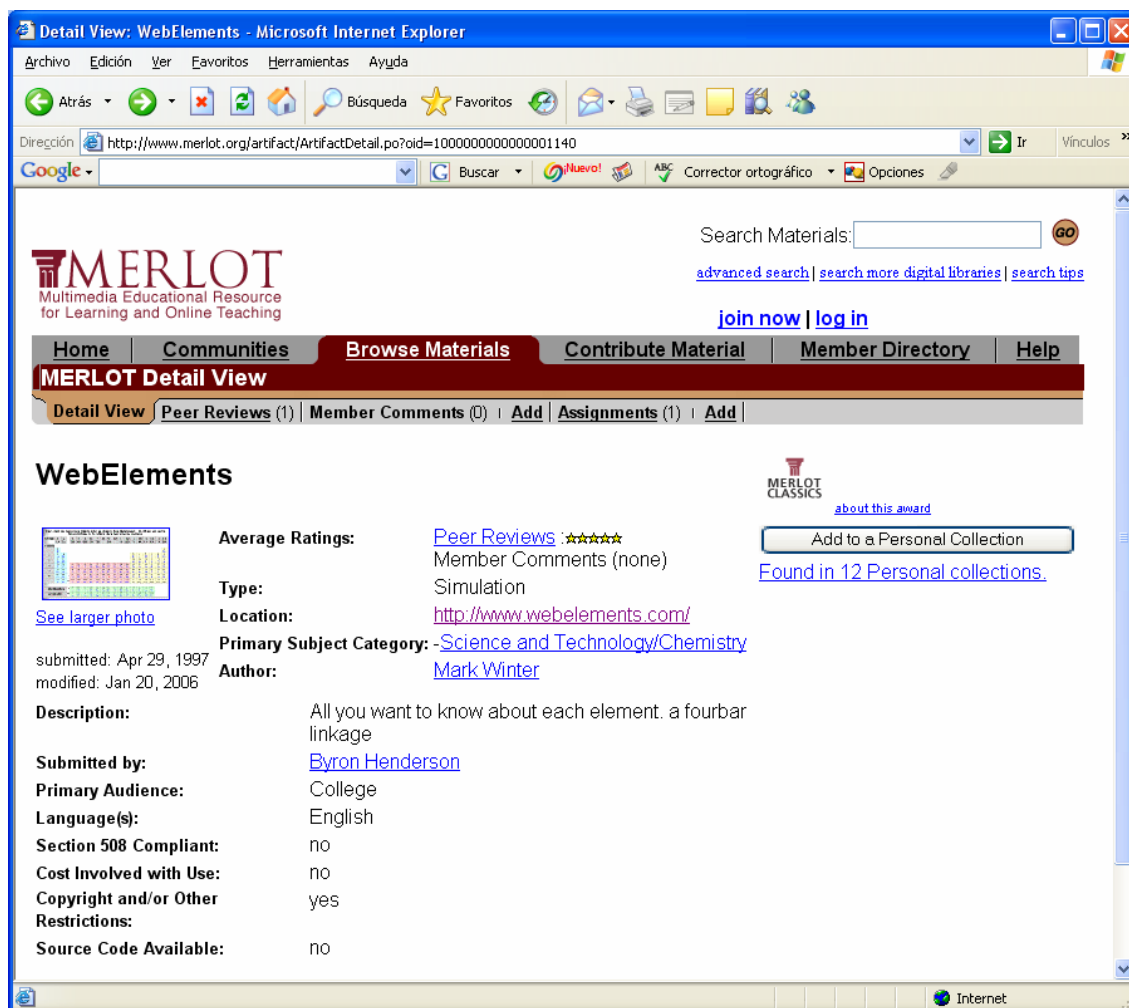 Detail View: WebElements - Microsoft Internet Explorer
Archivo Edición Ver Favoritos Herramientas Ayuda
Atrás Búsqueda Favoritos
Dirección http://www.merlot.org/artifact/ArtifactDetail.po?oid=1000000000000001140 Ir Vínculos »
Google G Buscar ¡Nuevo! ABC Corrector ortográfico Opciones
Search Materials: GO
advanced search | search more digital libraries | search tips
MERLOT
Multimedia Educational Resource
for Learning and Online Teaching
join now | log in
Home Communities Browse Materials Contribute Material Member Directory Help
MERLOT Detail View
Detail View Peer Reviews (1) | Member Comments (0) | Add | Assignments (1) | Add |
WebElements
MERLOT
CLASSICS
about this award
Add to a Personal Collection
Found in 12 Personal collections.
See larger photo
submitted: Apr 29, 1997
modified: Jan 20, 2006
Average Ratings: Peer Reviews :
Member Comments (none)
Type: Simulation
Location: http://www.webelements.com/
Primary Subject Category: -Science and Technology/Chemistry
Author: Mark Winter
Description: All you want to know about each element. a fourbar
linkage
Submitted by: Byron Henderson
Primary Audience: College
Language(s): English
Section 508 Compliant: no
Cost Involved with Use: no
Copyright and/or Other yes
Restrictions:
Source Code Available: no
Internet